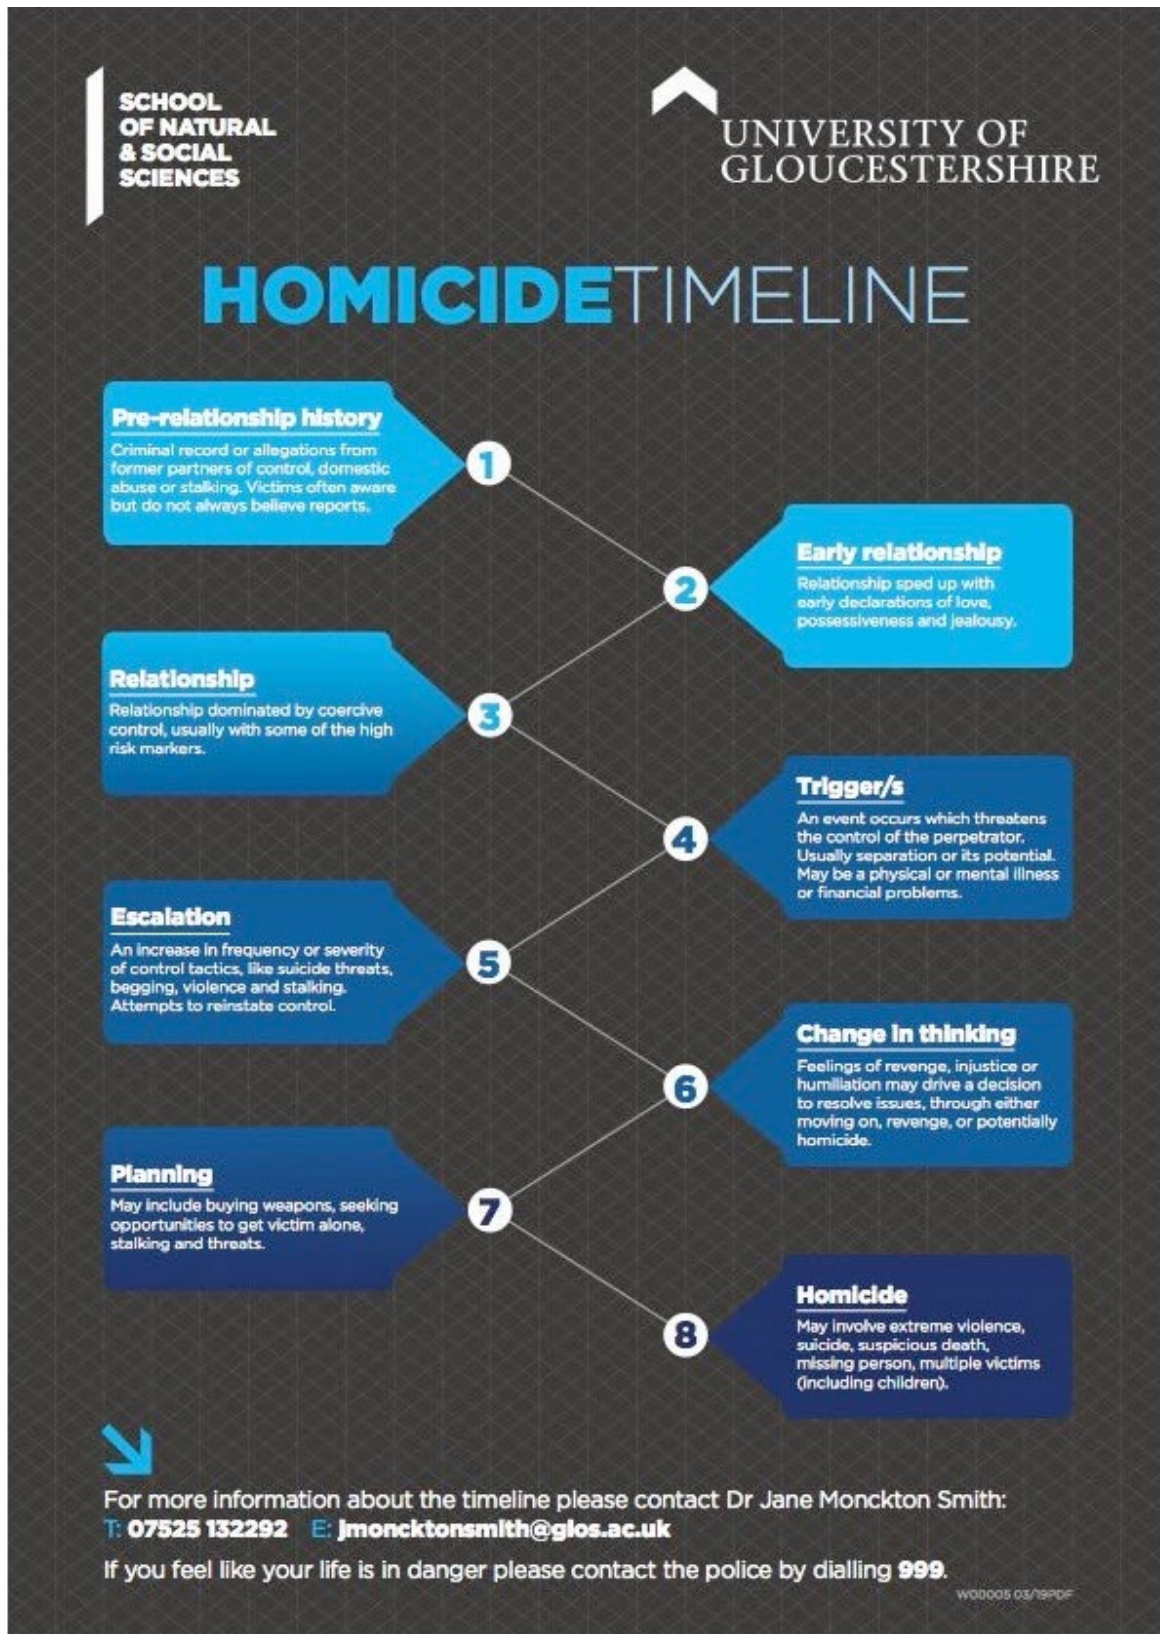 SCHOOL
OF NATURAL
& SOCIAL
SCIENCES
UNIVERSITY OF
GLOUCESTERSHIRE
HOMICIDETIMELINE
Pre-relationship history
Criminal record or allegations from
former partners of control, domestic
abuse or stalking. Victims often aware
but do not always believe reports.
1
2
Early relationship
Relationship sped up with
early declarations of love,
possessiveness and jealousy.
Relationship
Relationship dominated by coercive
control, usually with some of the high
risk markers.
3
4
Trigger/s
An event occurs which threatens
the control of the perpetrator.
Usually separation or its potential.
May be a physical or mental illness
or financial problems.
Escalation
An increase in frequency or severity
of control tactics, like suicide threats,
begging, violence and stalking.
Attempts to reinstate control.
5
6
Change in thinking
Feelings of revenge, injustice or
humiliation may drive a decision
to resolve issues, through either
moving on, revenge, or potentially
homicide.
Planning
May include buying weapons, seeking
opportunities to get victim alone,
stalking and threats.
7
8
Homicide
May involve extreme violence,
suicide, suspicious death,
missing person, multiple victims
(including children).
For more information about the timeline please contact Dr Jane Monckton Smith:
T: 07525 132292 E: jmoncktonsmith@glos.ac.uk
If you feel like your life is in danger please contact the police by dialling 999.
W00005 03/19PDF